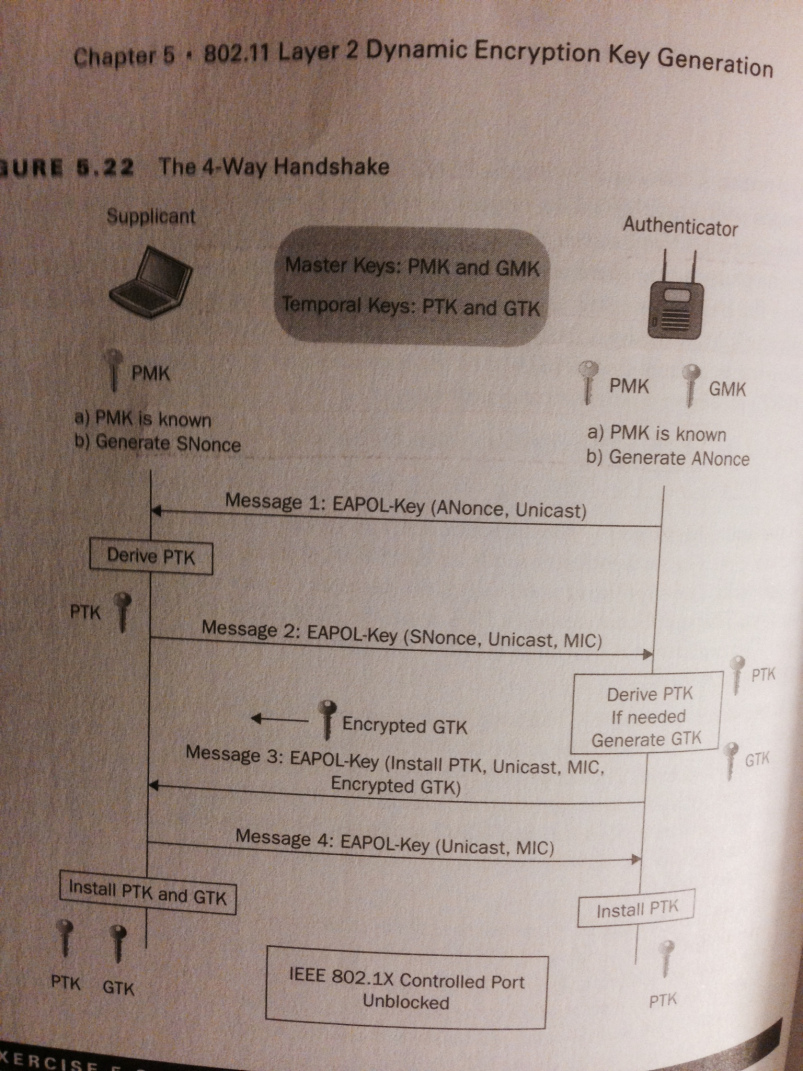 Chapter 5 • 802.11 Layer 2 Dynamic Encryption Key Generation
GURE 5.22 The 4-Way Handshake
Supplicant
Authenticator
Master Keys: PMK and GMK
Temporal Keys: PTK and GTK
PMK
PMK
GMK
a) PMK is known
b) Generate SNonce
a) PMK is known
b) Generate ANonce
Message 1: EAPOL-Key (ANonce, Unicast)
Derive PTK
PTK
Message 2: EAPOL-Key (SNonce, Unicast, MIC)
PTK
Derive PTK
If needed
Generate GTK
GTK
Encrypted GTK
Message 3: EAPOL-Key (Install PTK, Unicast, MIC,
Encrypted GTK)
Message 4: EAPOL-Key (Unicast, MIC)
Install PTK and GTK
Install PTK
PTK
GTK
IEEE 802.1X Controlled Port
Unblocked
PTK
XERCISE